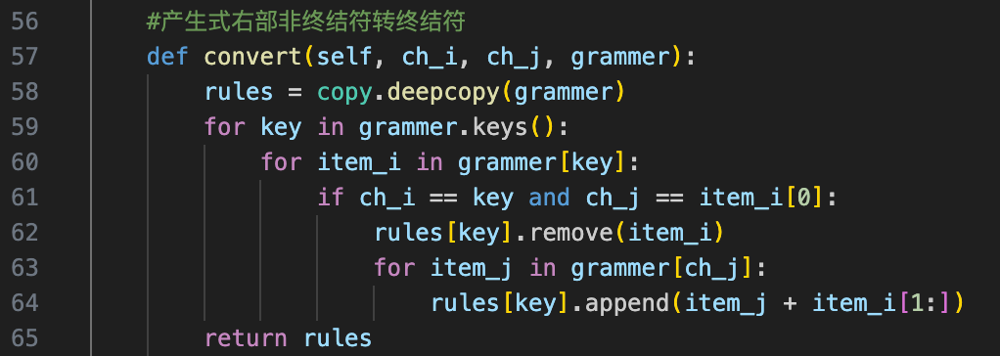 56 #产生式右部非终结符转终结符
57 def convert(self, ch_i, ch_j, grammer):
58 rules = copy.deepcopy(grammer)
59 for key in grammer.keys():
60 for item_i in grammer[key]:
61 if ch_i == key and ch_j == item_i[0]:
62 rules[key].remove(item_i)
63 for item_j in grammer[ch_j]:
64 rules[key].append(item_j + item_i[1:])
65 return rules